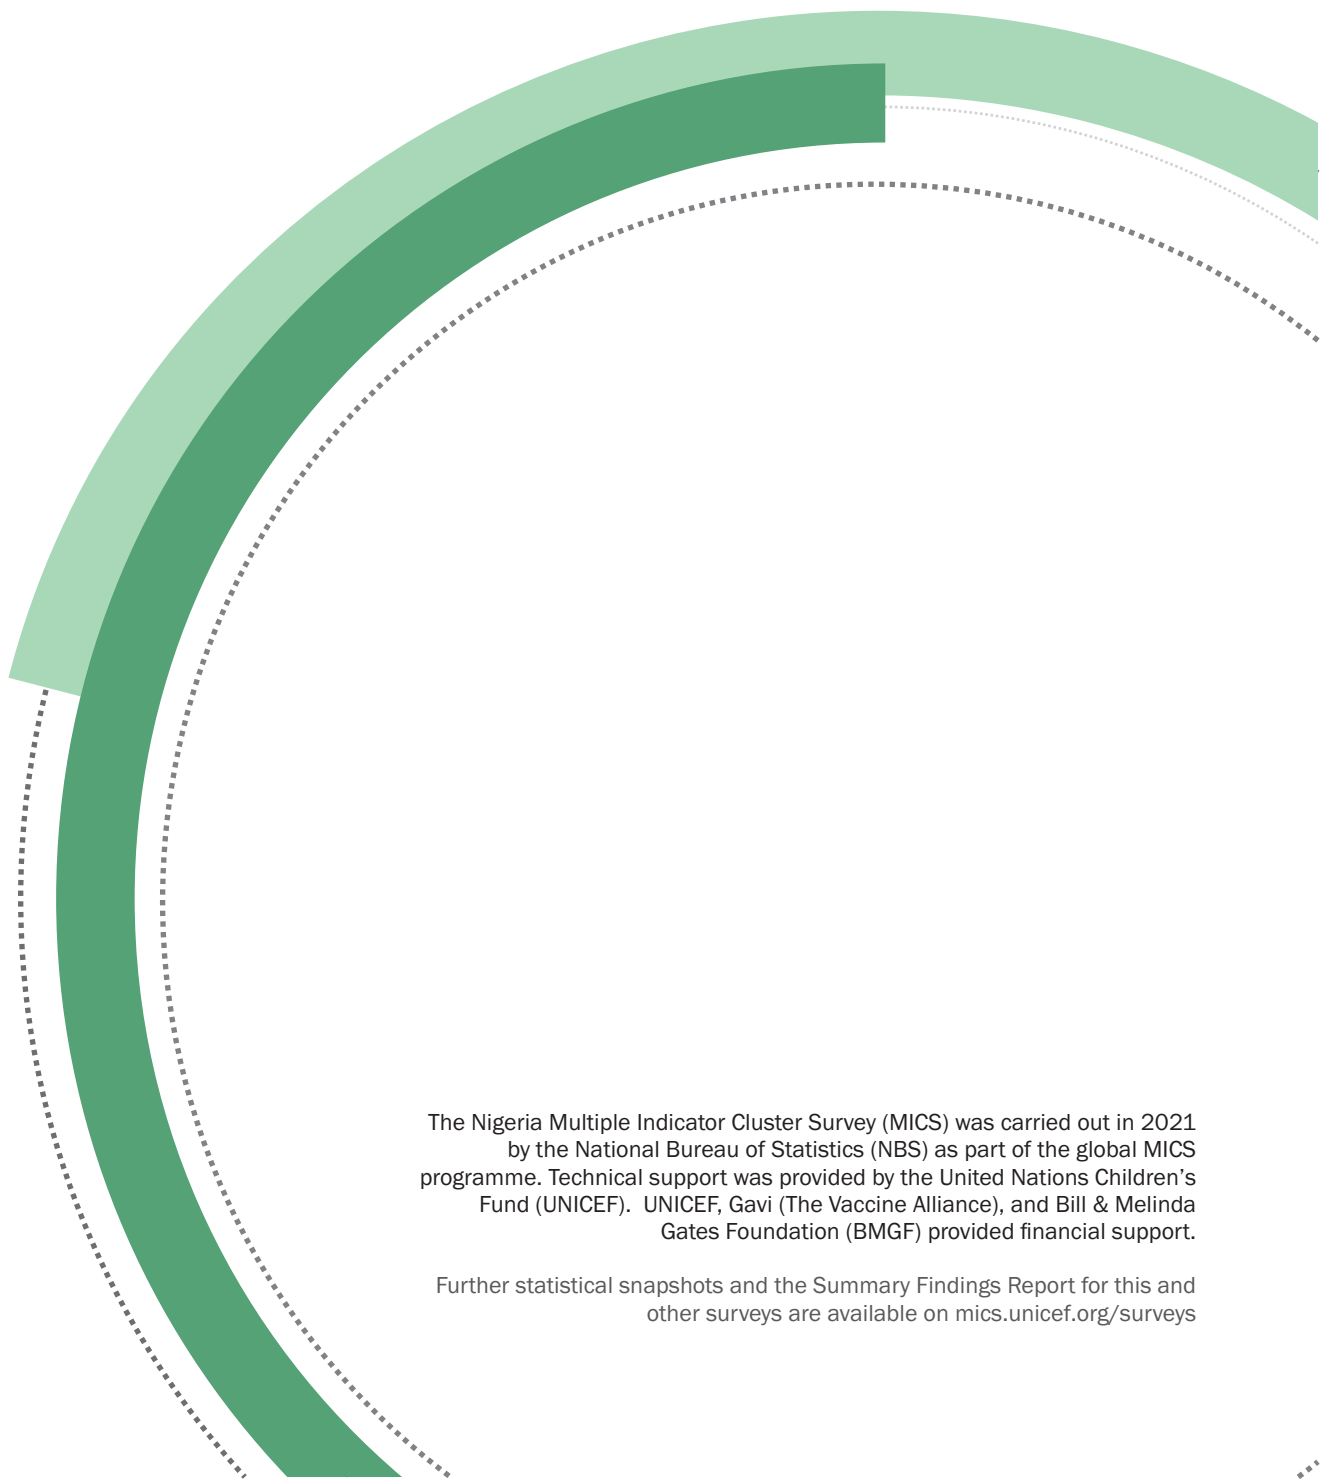 The Nigeria Multiple Indicator Cluster Survey (MICS) was carried out in 2021
by the National Bureau of Statistics (NBS) as part of the global MICS
programme. Technical support was provided by the United Nations Children’s
Fund (UNICEF).  UNICEF, Gavi (The Vaccine Alliance), and Bill & Melinda
Gates Foundation (BMGF) provided financial support.
Further statistical snapshots and the Summary Findings Report for this and
other surveys are available on mics.unicef.org/surveys